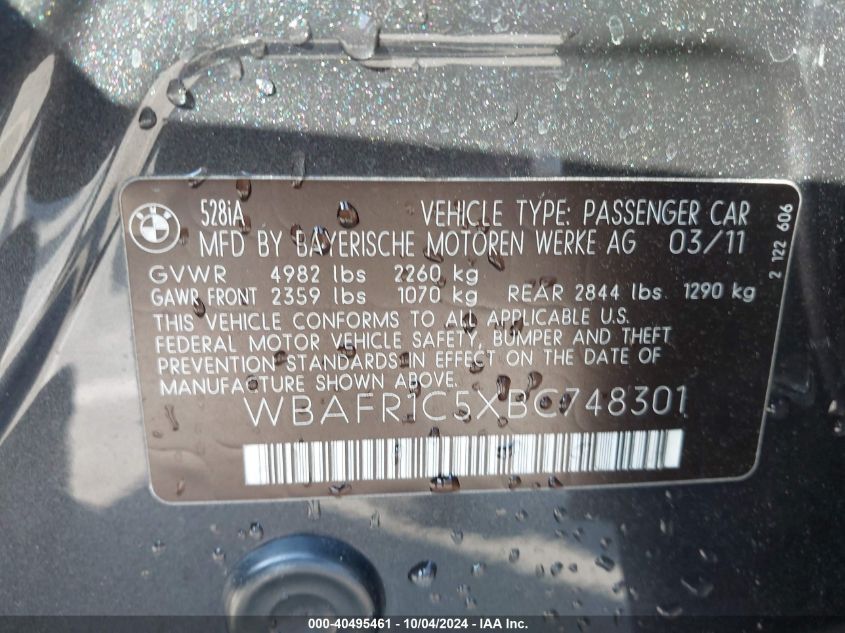 BMW
528iA VEHICLE TYPE: PASSENGER CAR
MFD BY BAYERISCHE MOTOREN WERKE AG 03/11
GVWR 4982 lbs 2260 kg
GAWR FRONT 2359 lbs 1070 kg REAR 2844 lbs 1290 kg
THIS VEHICLE CONFORMS TO ALL APPLICABLE U.S.
FEDERAL MOTOR VEHICLE SAFETY, BUMPER AND THEFT
PREVENTION STANDARDS IN EFFECT ON THE DATE OF
MANUFACTURE SHOWN ABOVE.
WBAFR1C5XBC748301
2 122 606
000-40495461 - 10/04/2024 - IAA Inc.